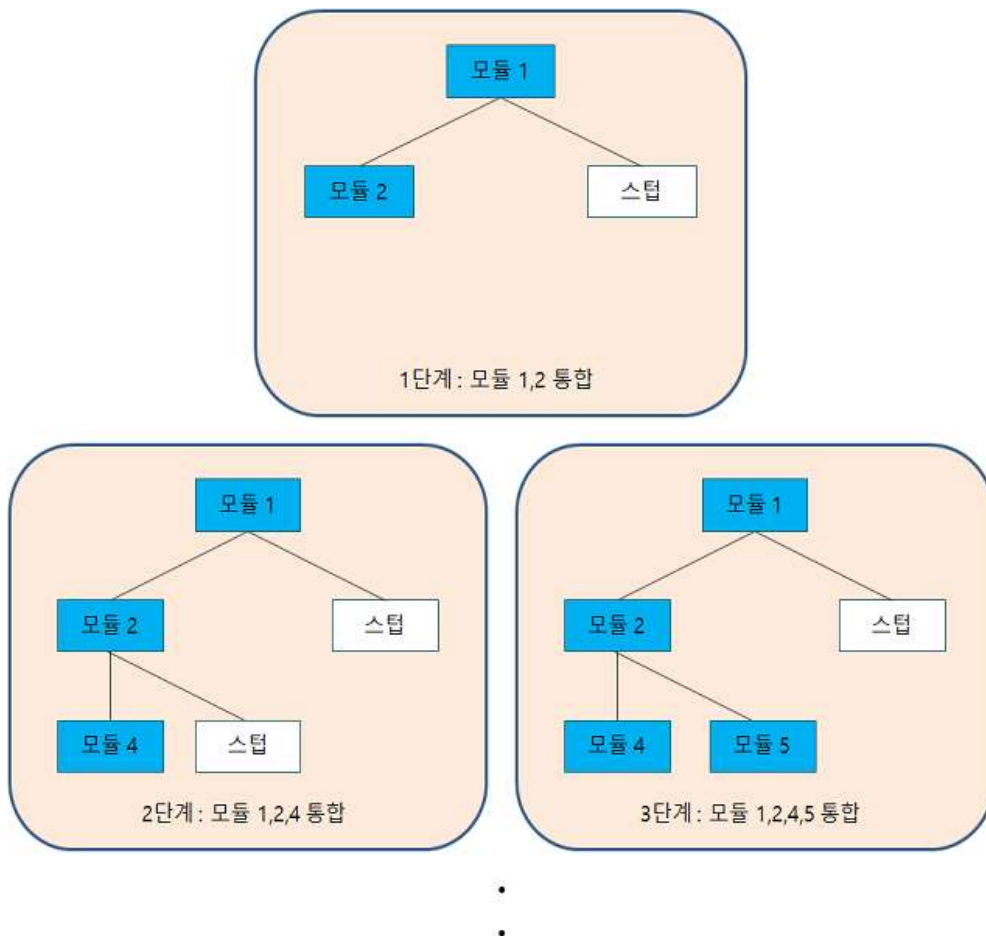 모듈 1
모듈 2
스텁
1단계 : 모듈 1,2 통합
모듈 1
모듈 2
스텁
모듈 4
스텁
2단계 : 모듈 1,2,4 통합
모듈 1
모듈 2
스텁
모듈 4
모듈 5
3단계 : 모듈 1,2,4,5 통합